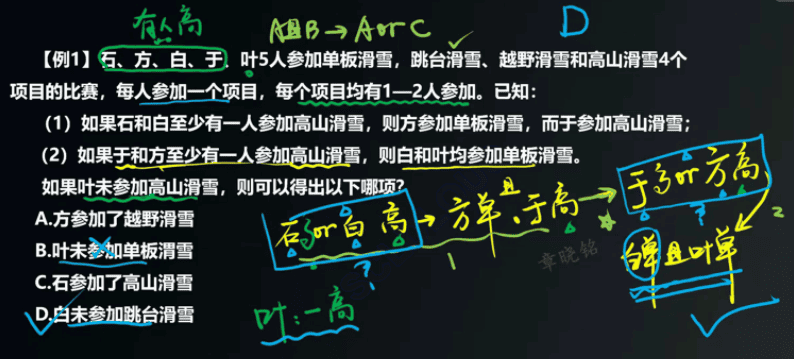 有人高
A且B→A or C
D
【例1】石、方、白、于、叶5人参加单板滑雪,跳台滑雪、越野滑雪和高山滑雪4个
项目的比赛,每人参加一个项目,每个项目均有1—2人参加。已知:
(1)如果石和白至少有一人参加高山滑雪,则方参加单板滑雪,而于参加高山滑雪;
(2)如果于和方至少有一人参加高山滑雪,则白和叶均参加单板滑雪。
如果叶未参加高山滑雪,则可以得出以下哪项?
A.方参加了越野滑雪
B.叶未参加单板滑雪
C.石参加了高山滑雪
D.白未参加跳台滑雪
石高or白高→方单且于高→于高or方高
1
?
?
2
白单且叶单
叶:一高
章晓铭